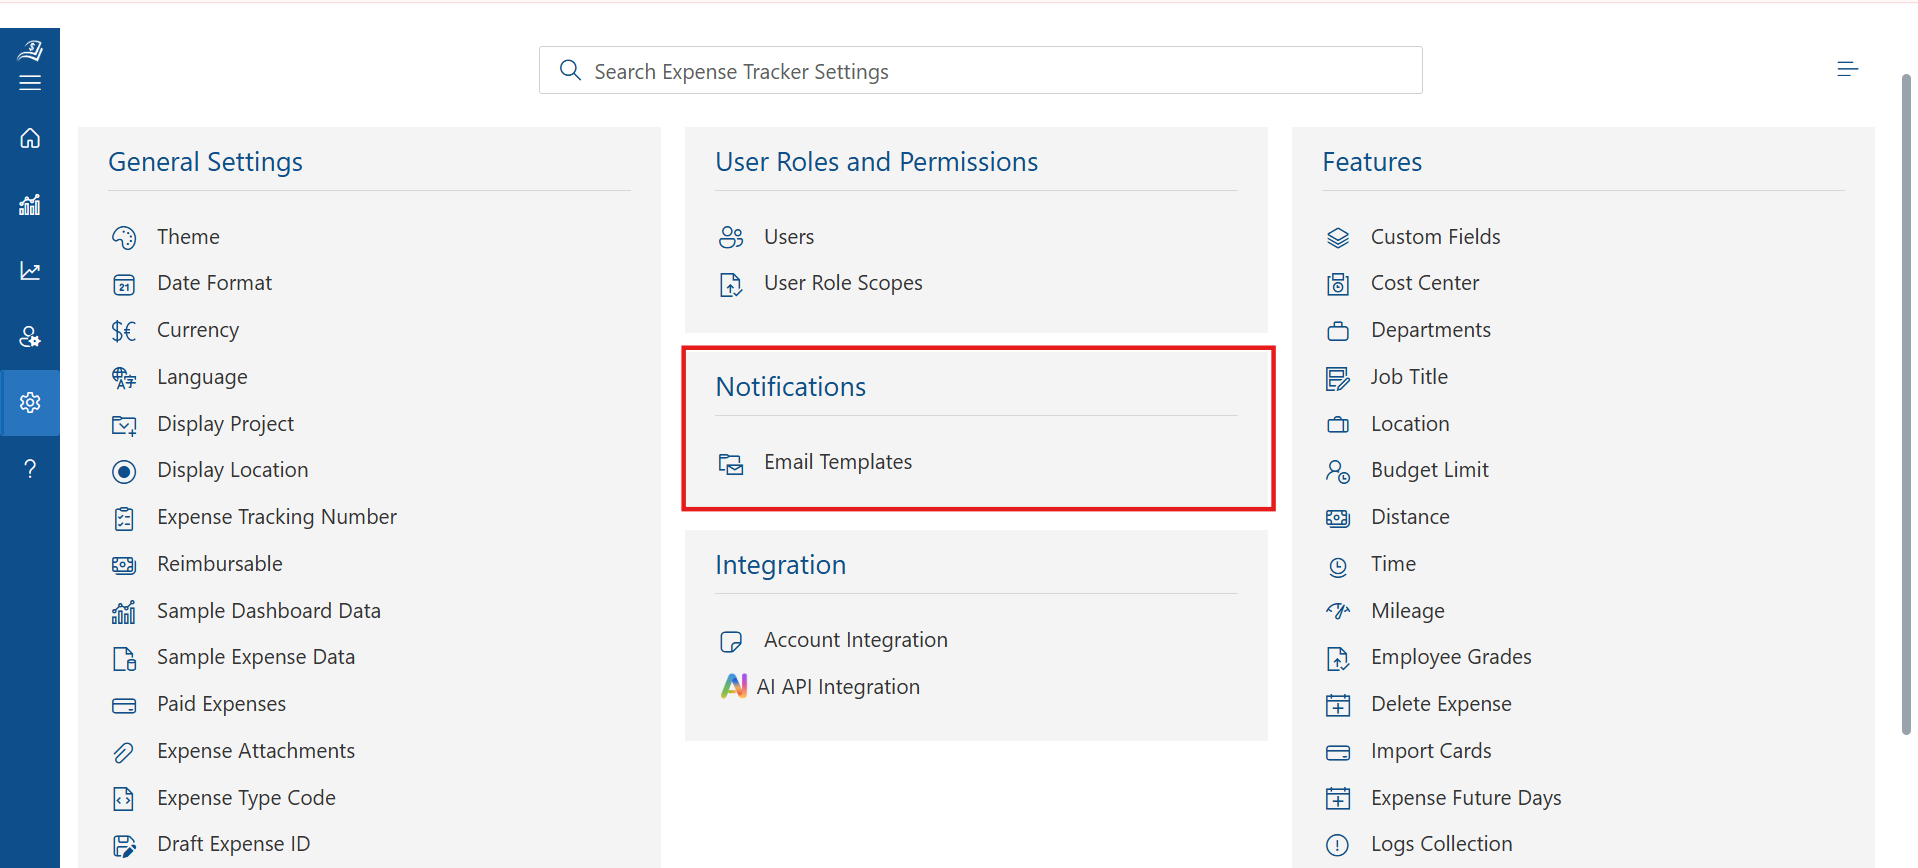 Search Expense Tracker Settings
General Settings
Theme
Date Format
21
Currency
Language
Display Project
Display Location
Expense Tracking Number
Reimbursable
Sample Dashboard Data
Sample Expense Data
Paid Expenses
Expense Attachments
Expense Type Code
Draft Expense ID
User Roles and Permissions
Users
User Role Scopes
Notifications
Email Templates
Integration
Account Integration
AI API Integration
Features
Custom Fields
Cost Center
Departments
Job Title
Location
Budget Limit
Distance
Time
Mileage
Employee Grades
Delete Expense
Import Cards
Expense Future Days
Logs Collection